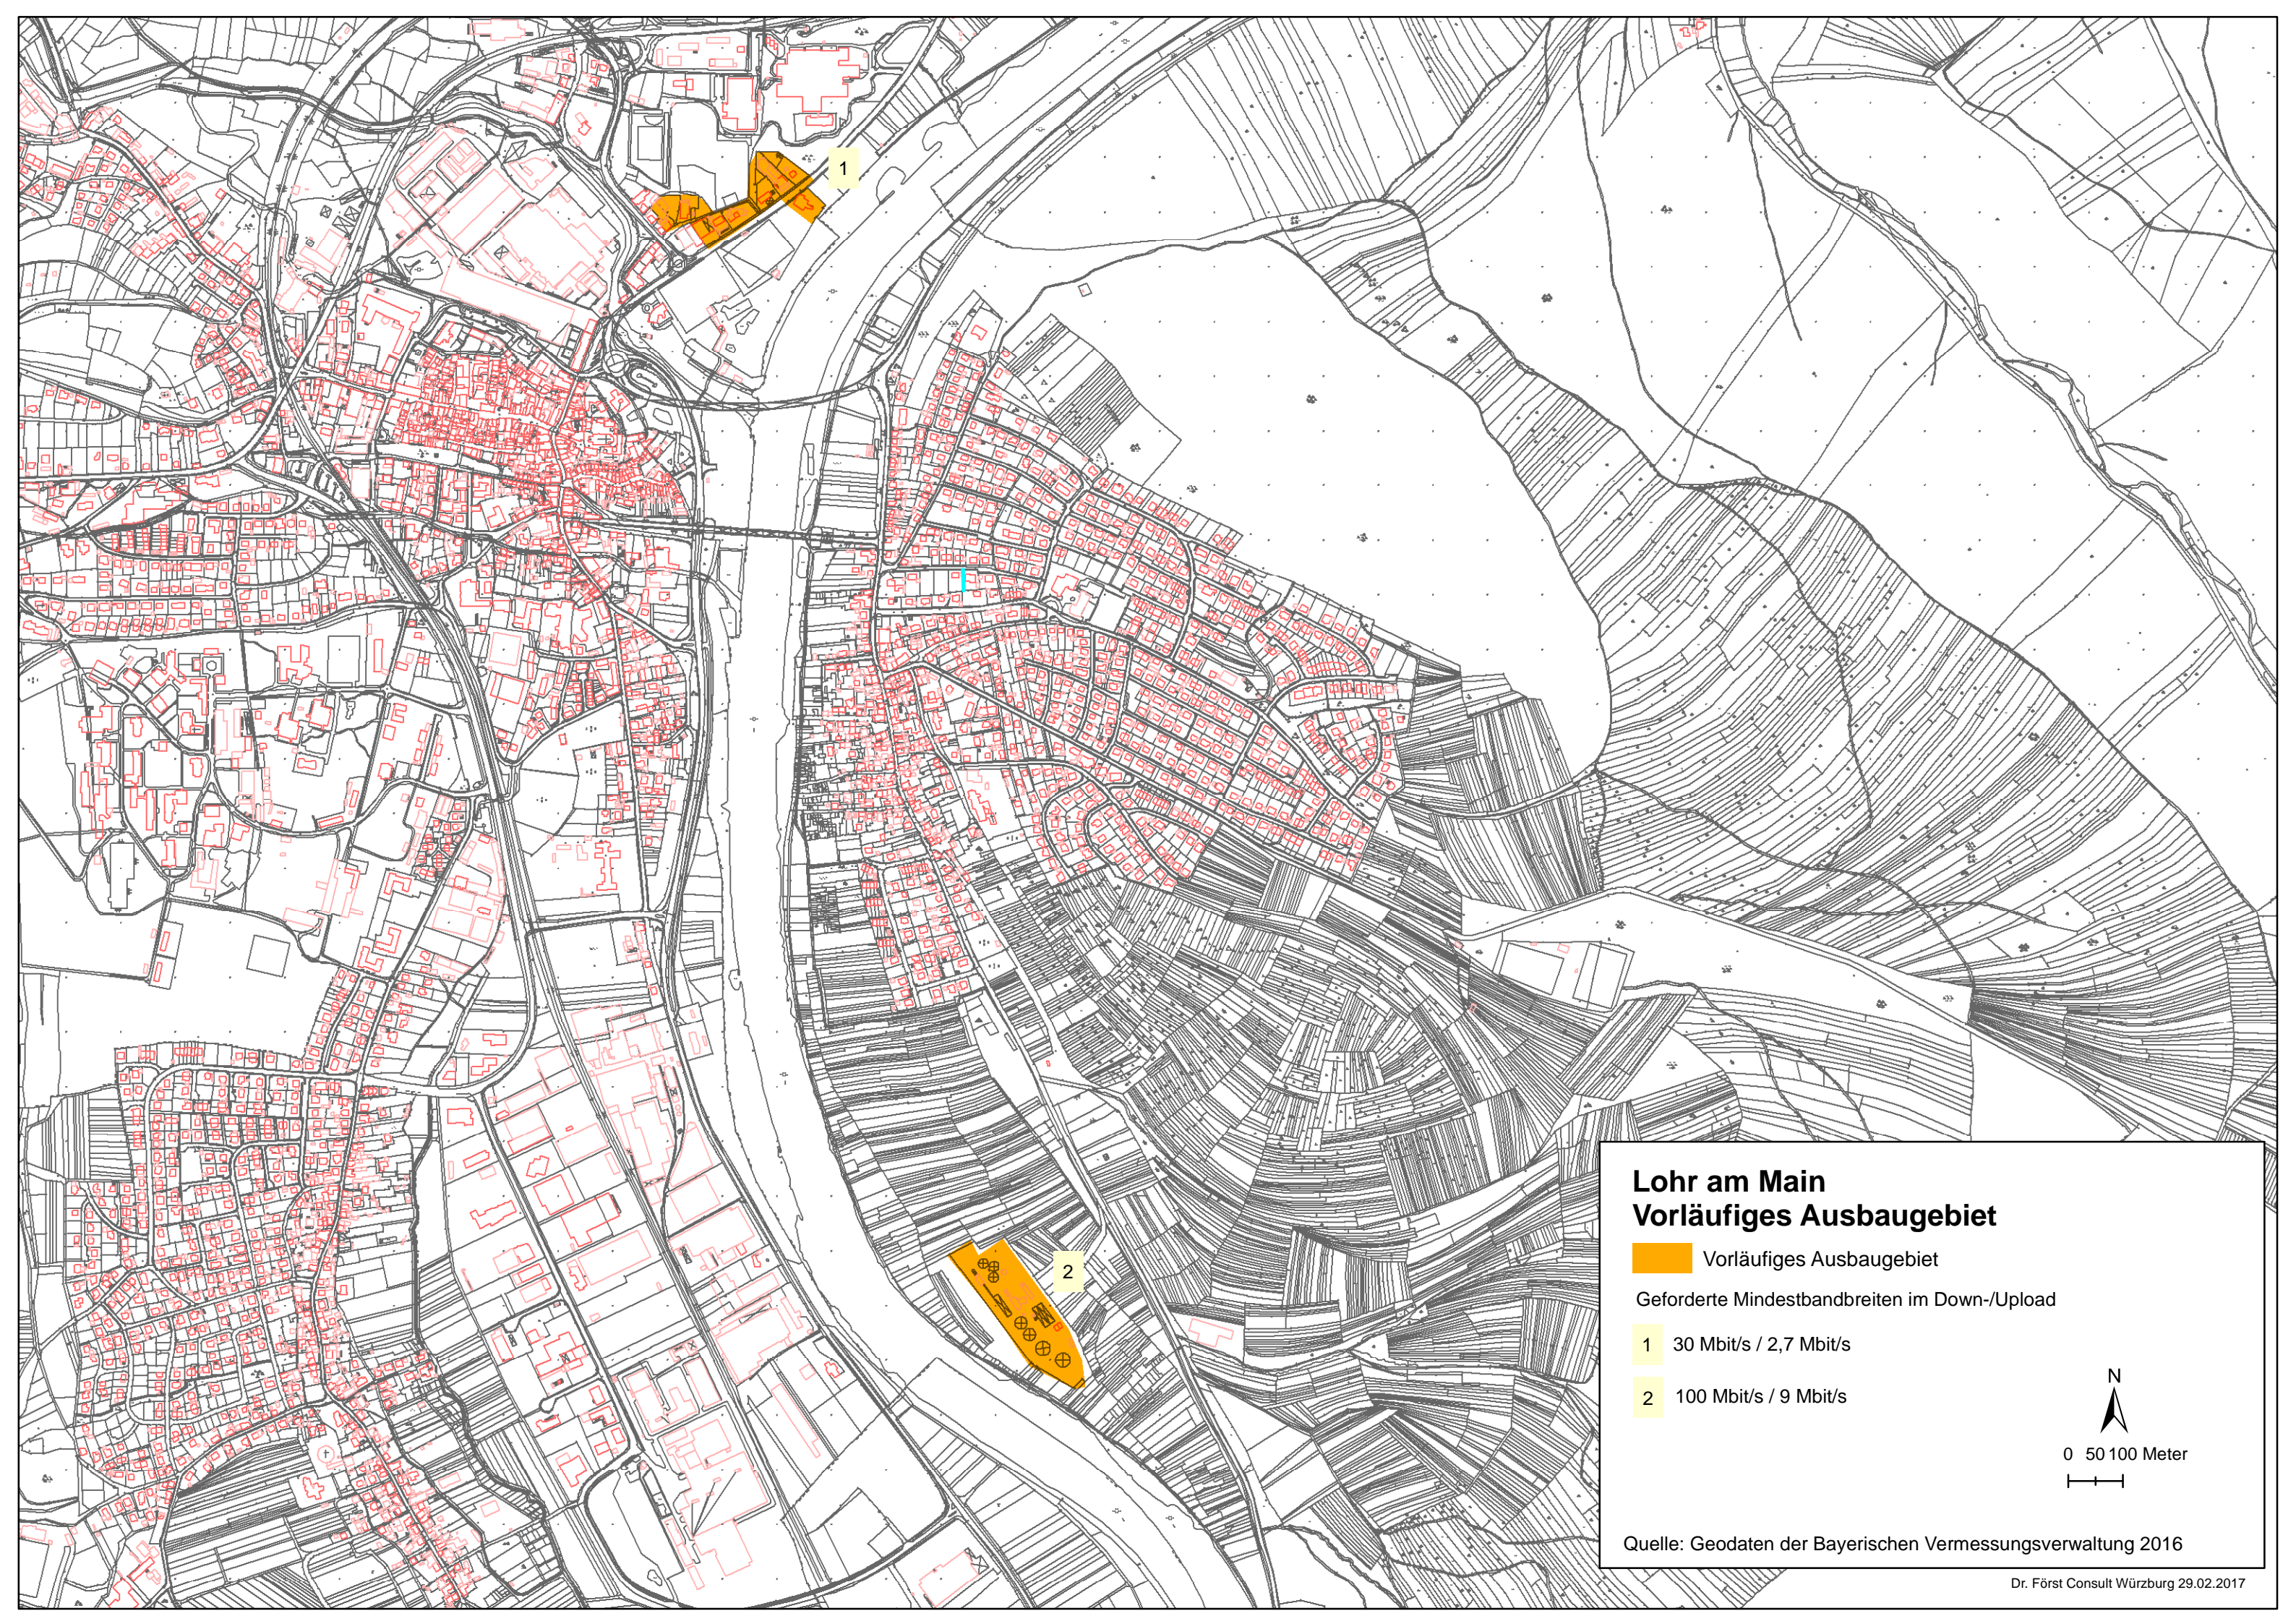 1
2
Lohr am Main
Vorläufiges Ausbaugebiet
Vorläufiges Ausbaugebiet
Geforderte Mindestbandbreiten im Down-/Upload
1 30 Mbit/s / 2,7 Mbit/s
2 100 Mbit/s / 9 Mbit/s
N
0 50 100 Meter
Quelle: Geodaten der Bayerischen Vermessungsverwaltung 2016
Dr. Först Consult Würzburg 29.02.2017